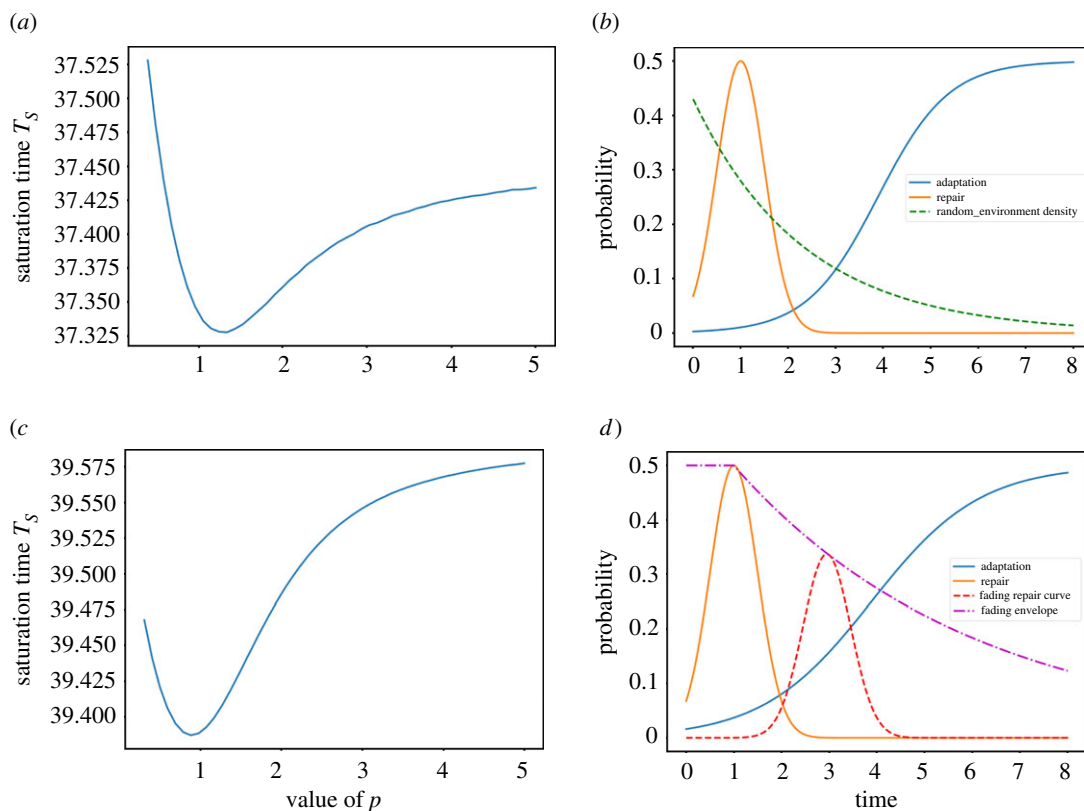 (a)
37.525
37.500
37.475
37.450
37.425
37.400
37.375
37.350
37.325
saturation time T_S
1 2 3 4 5
(b)
0.5
0.4
0.3
0.2
0.1
0
probability
adaptation
repair
random_environment density
0 1 2 3 4 5 6 7 8
(c
39.575
39.550
39.525
39.500
39.475
39.450
39.425
39.400
saturation time T_S
1 2 3 4 5
value of p
d)
0.5
0.4
0.3
0.2
0.1
0
probability
adaptation
repair
fading repair curve
fading envelope
0 1 2 3 4 5 6 7 8
time